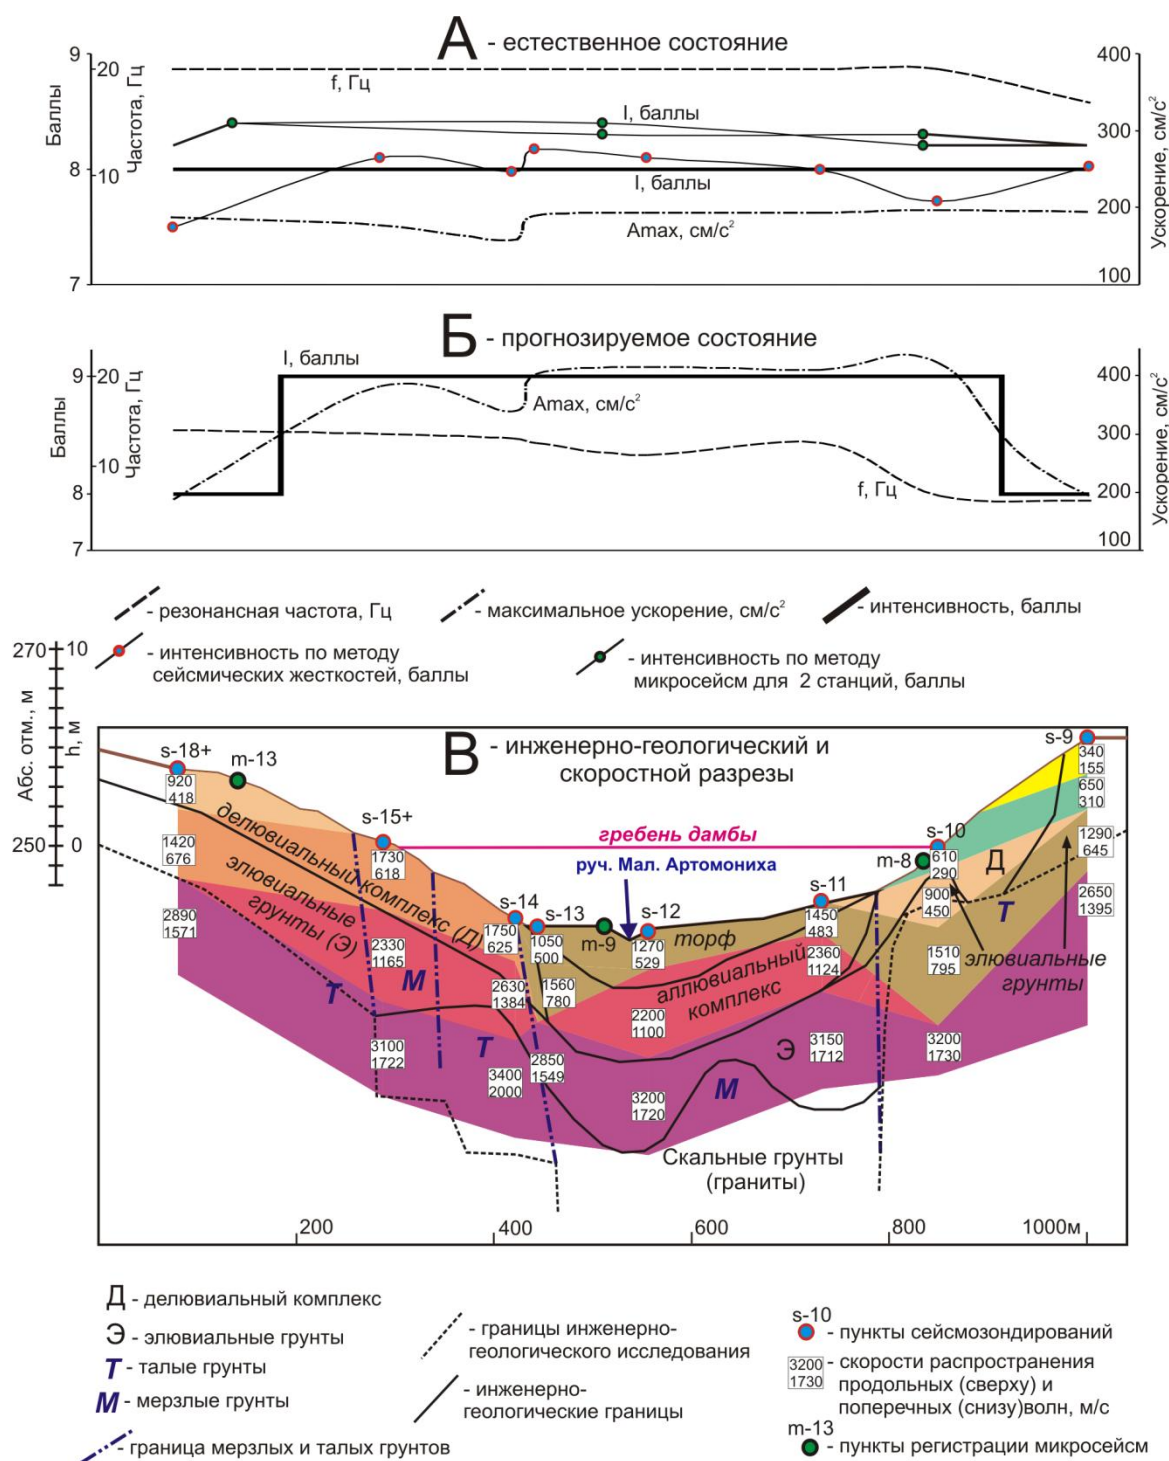 А - естественное состояние
9
20
Баллы
Частота, Гц
8
10
7
f, Гц
I, баллы
I, баллы
Amax, см/с²
400
300
200
100
Ускорение, см/с²
Б - прогнозируемое состояние
9
20
Баллы
Частота, Гц
10
8
7
I, баллы
Amax, см/с²
f, Гц
400
300
200
100
Ускорение, см/с²
- резонансная частота, Гц
- максимальное ускорение, см/с²
- интенсивность, баллы
- интенсивность по методу
сейсмических жесткостей, баллы
- интенсивность по методу
микросейсм для 2 станций, баллы
270
10
Абс. отм., м
h, м
250
0
В - инженерно-геологический и
скоростной разрезы
s-18+
m-13
s-15+
s-14
s-13
m-9
s-12
s-11
m-8
s-10
s-9
гребень дамбы
руч. Мал. Артомониха
920
418
1420
676
2890
1571
1730
618
2330
1165
3100
1722
1750
625
2630
1384
3400
2000
1050
500
1560
780
2850
1549
1270
529
2200
1100
3200
1720
1450
483
2360
1124
3150
1712
610
290
900
450
1510
795
3200
1730
340
155
650
310
1290
645
2650
1395
делювиальный комплекс (Д)
элювиальные
грунты (Э)
Т
М
Т
торф
аллювиальный
комплекс
Э
М
Д
Т
элювиальные
грунты
Скальные грунты
(граниты)
200
400
600
800
1000м
Д - делювиальный комплекс
Э - элювиальные грунты
Т - талые грунты
М - мерзлые грунты
- граница мерзлых и талых грунтов
- границы инженерно-
геологического исследования
- инженерно-
геологические границы
s-10
- пункты сейсмозондирований
3200
1730
- скорости распространения
продольных (сверху) и
поперечных (снизу)волн, м/с
m-13
- пункты регистрации микросейсм